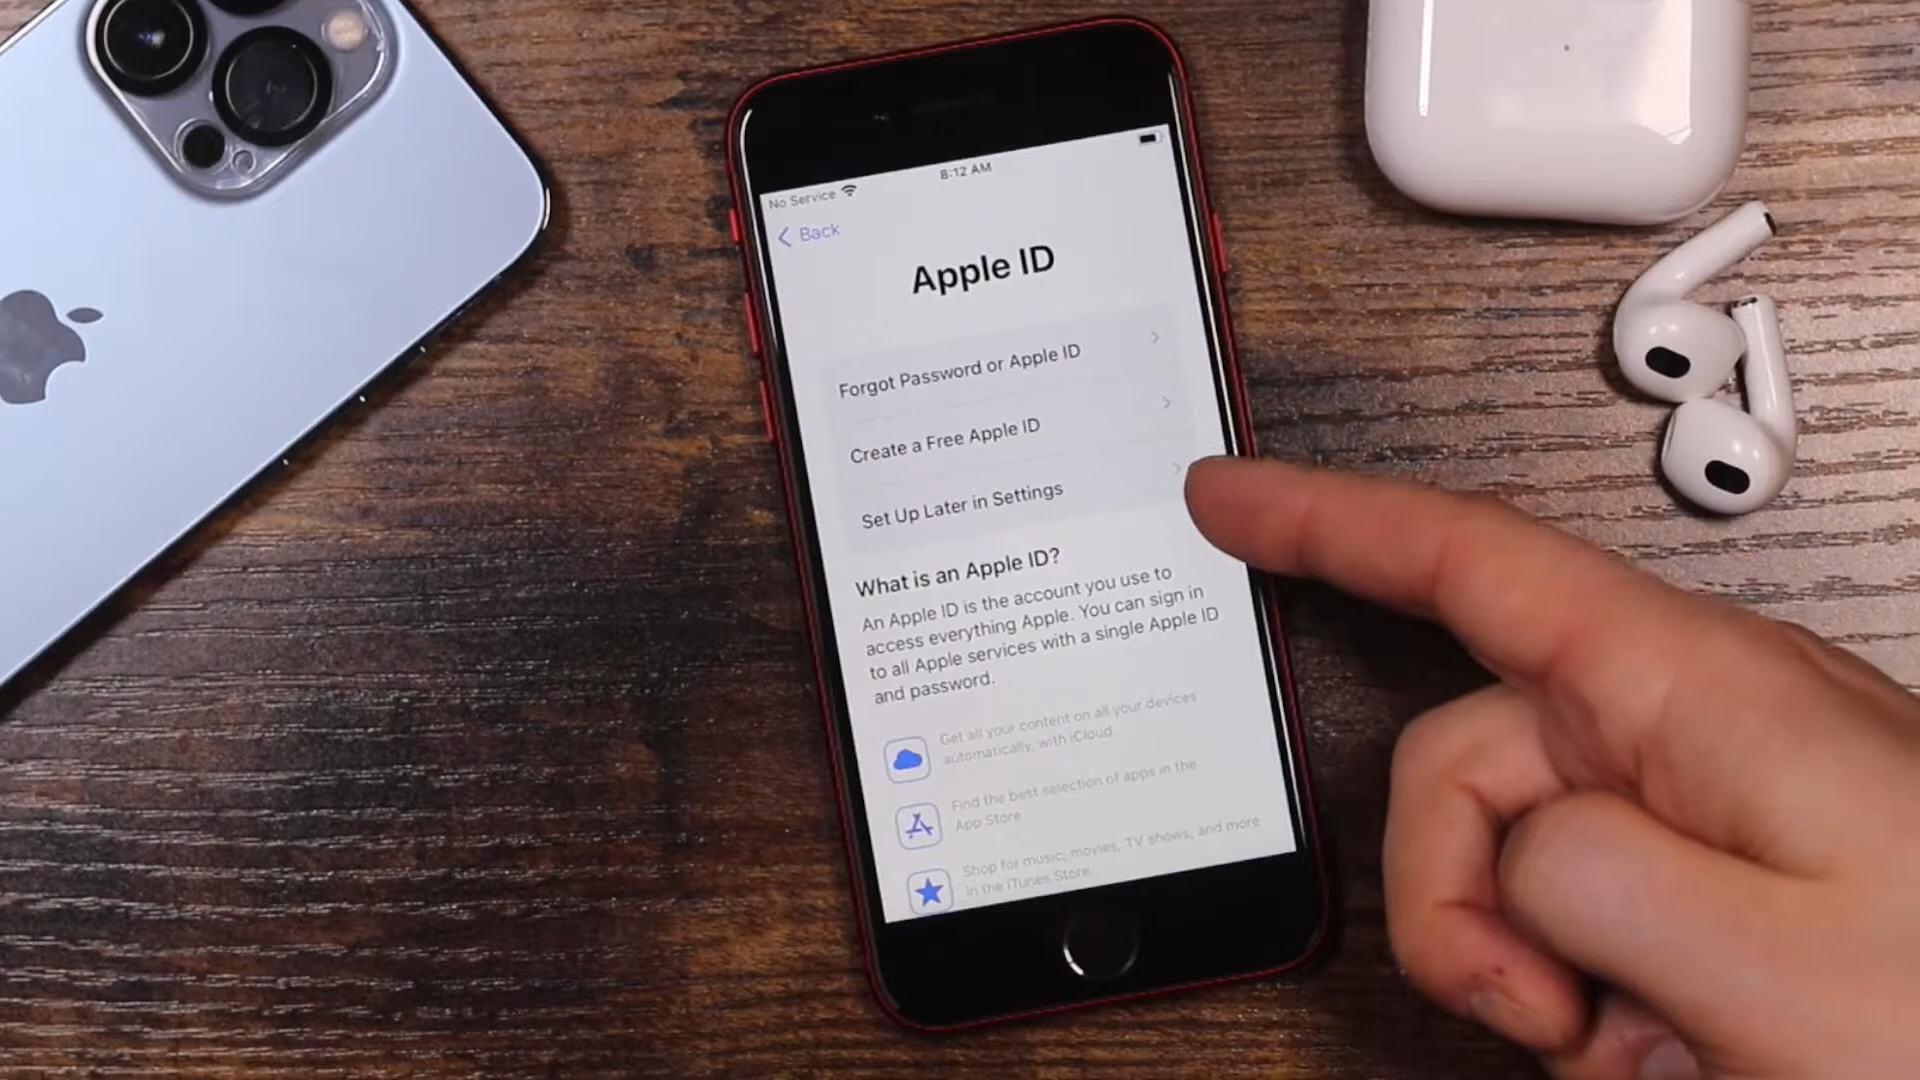 No Service
8:12 AM
Back
Apple ID
Forgot Password or Apple ID
Create a Free Apple ID
Set Up Later in Settings
What is an Apple ID?
An Apple ID is the account you use to
access everything Apple. You can sign in
to all Apple services with a single Apple ID
and password.
Get all your content on all your devices
automatically, with iCloud.
Find the best selection of apps in the
App Store
Shop for music, movies, TV shows, and more
in the iTunes Store.